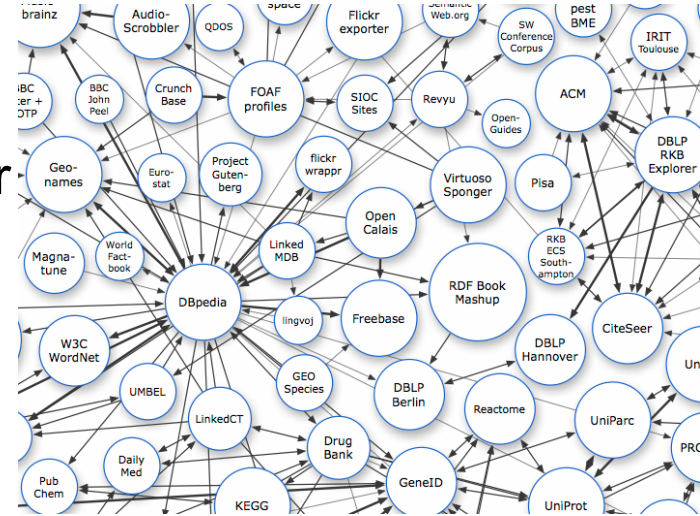 brainz
Audio-
Scrobbler
QDOS
space
Flickr
exporter
Semantic
Web.org
SW
Conference
Corpus
pest
BME
IRIT
Toulouse
BBC
John
Peel
OTP
Crunch
Base
FOAF
profiles
SIOC
Sites
Revyu
Open-
Guides
ACM
DBLP
RKB
Explorer
r
Geo-
names
Euro-
stat
Project
Guten-
berg
flickr
wrappr
Virtuoso
Sponger
Pisa
Open
Calais
Magna-
tune
World
Fact-
book
Linked
MDB
RKB
ECS
South-
ampton
DBpedia
lingvoj
Freebase
RDF Book
Mashup
CiteSeer
W3C
WordNet
DBLP
Hannover
UMBEL
GEO
Species
DBLP
Berlin
Un
LinkedCT
Reactome
UniParc
Drug
Bank
PRO
Daily
Med
Pub
Chem
GeneID
KEGG
UniProt